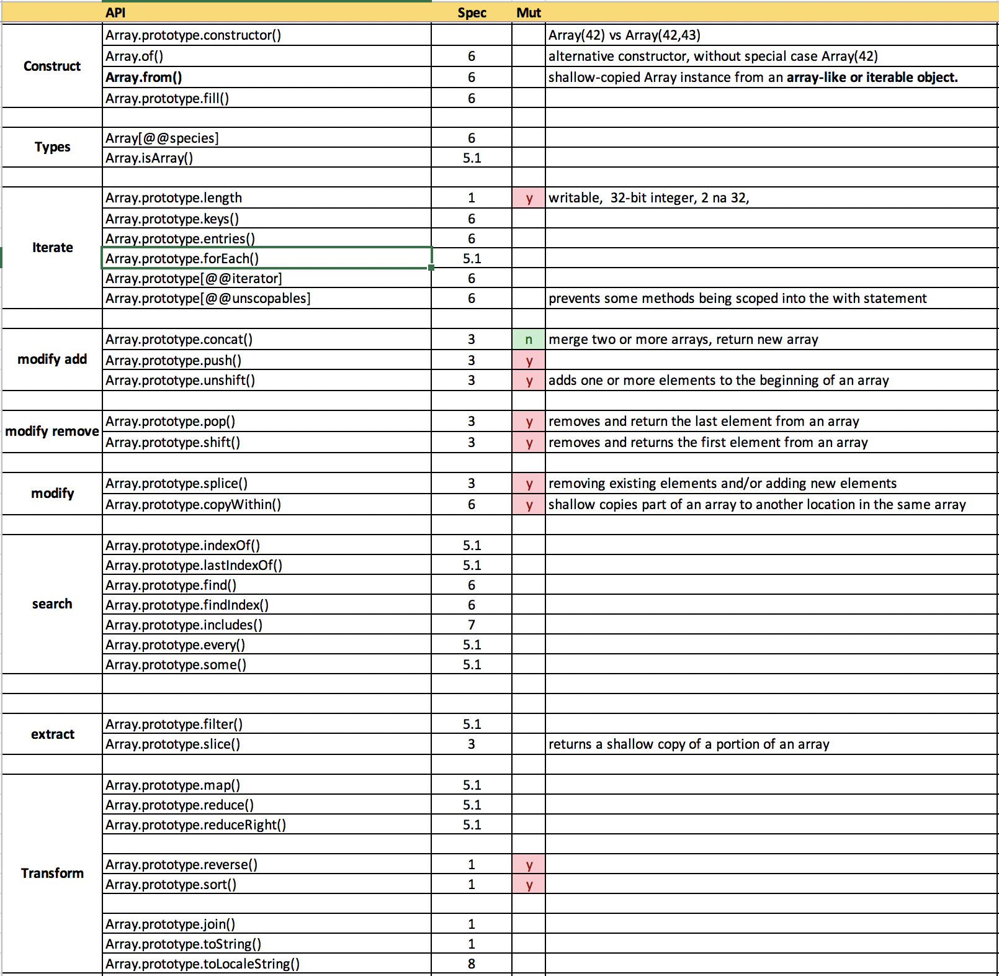 API Spec Mut
Construct
Array.prototype.constructor() Array(42) vs Array(42,43)
Array.of() 6 alternative constructor, without special case Array(42)
Array.from() 6 shallow-copied Array instance from an array-like or iterable object.
Array.prototype.fill() 6
Types
Array[@@species] 6
Array.isArray() 5.1
Iterate
Array.prototype.length 1 y writable,  32-bit integer, 2 na 32,
Array.prototype.keys() 6
Array.prototype.entries() 6
Array.prototype.forEach() 5.1
Array.prototype[@@iterator] 6
Array.prototype[@@unscopables] 6 prevents some methods being scoped into the with statement
modify add
Array.prototype.concat() 3 n merge two or more arrays, return new array
Array.prototype.push() 3 y
Array.prototype.unshift() 3 y adds one or more elements to the beginning of an array
modify remove
Array.prototype.pop() 3 y removes and return the last element from an array
Array.prototype.shift() 3 y removes and returns the first element from an array
modify
Array.prototype.splice() 3 y removing existing elements and/or adding new elements
Array.prototype.copyWithin() 6 y shallow copies part of an array to another location in the same array
search
Array.prototype.indexOf() 5.1
Array.prototype.lastIndexOf() 5.1
Array.prototype.find() 6
Array.prototype.findIndex() 6
Array.prototype.includes() 7
Array.prototype.every() 5.1
Array.prototype.some() 5.1
extract
Array.prototype.filter() 5.1
Array.prototype.slice() 3 returns a shallow copy of a portion of an array
Transform
Array.prototype.map() 5.1
Array.prototype.reduce() 5.1
Array.prototype.reduceRight() 5.1
Array.prototype.reverse() 1 y
Array.prototype.sort() 1 y
Array.prototype.join() 1
Array.prototype.toString() 1
Array.prototype.toLocaleString() 8